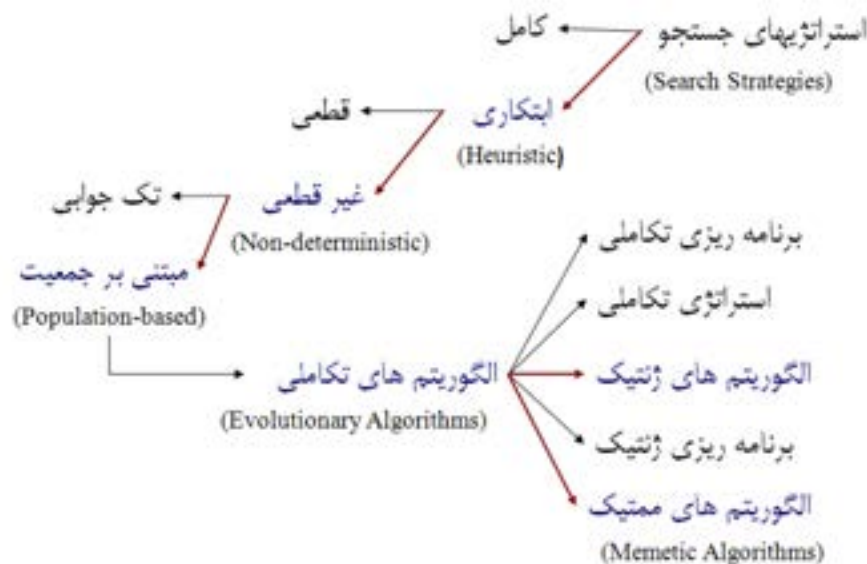 استراتژیهای جستجو
(Search Strategies)
کامل
ابتکاری
(Heuristic)
قطعی
غیر قطعی
(Non-deterministic)
تک جوابی
مبتنی بر جمعیت
(Population-based)
الگوریتم های تکاملی
(Evolutionary Algorithms)
برنامه ریزی تکاملی
استراتژی تکاملی
الگوریتم های ژنتیک
برنامه ریزی ژنتیک
الگوریتم های ممتیک
(Memetic Algorithms)